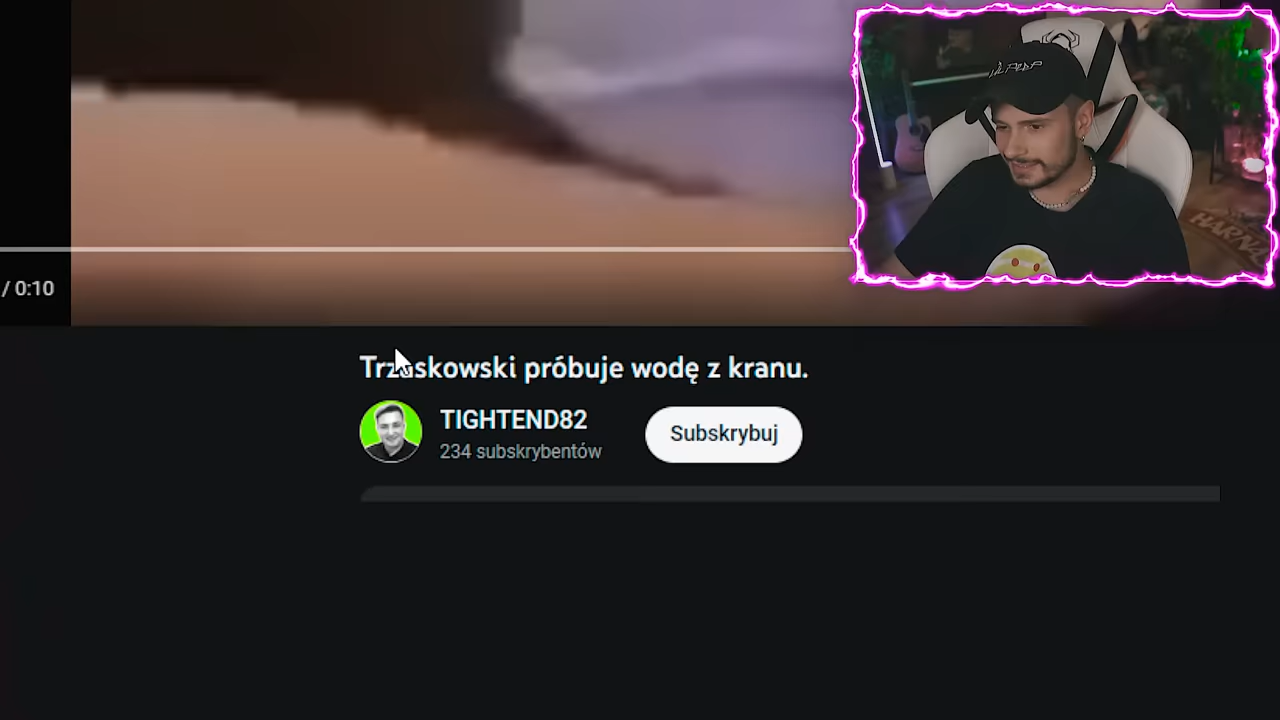 / 0:10
Trzaskowski próbuje wodę z kranu.
TIGHTEND82
234 subskrybentów
Subskrybuj